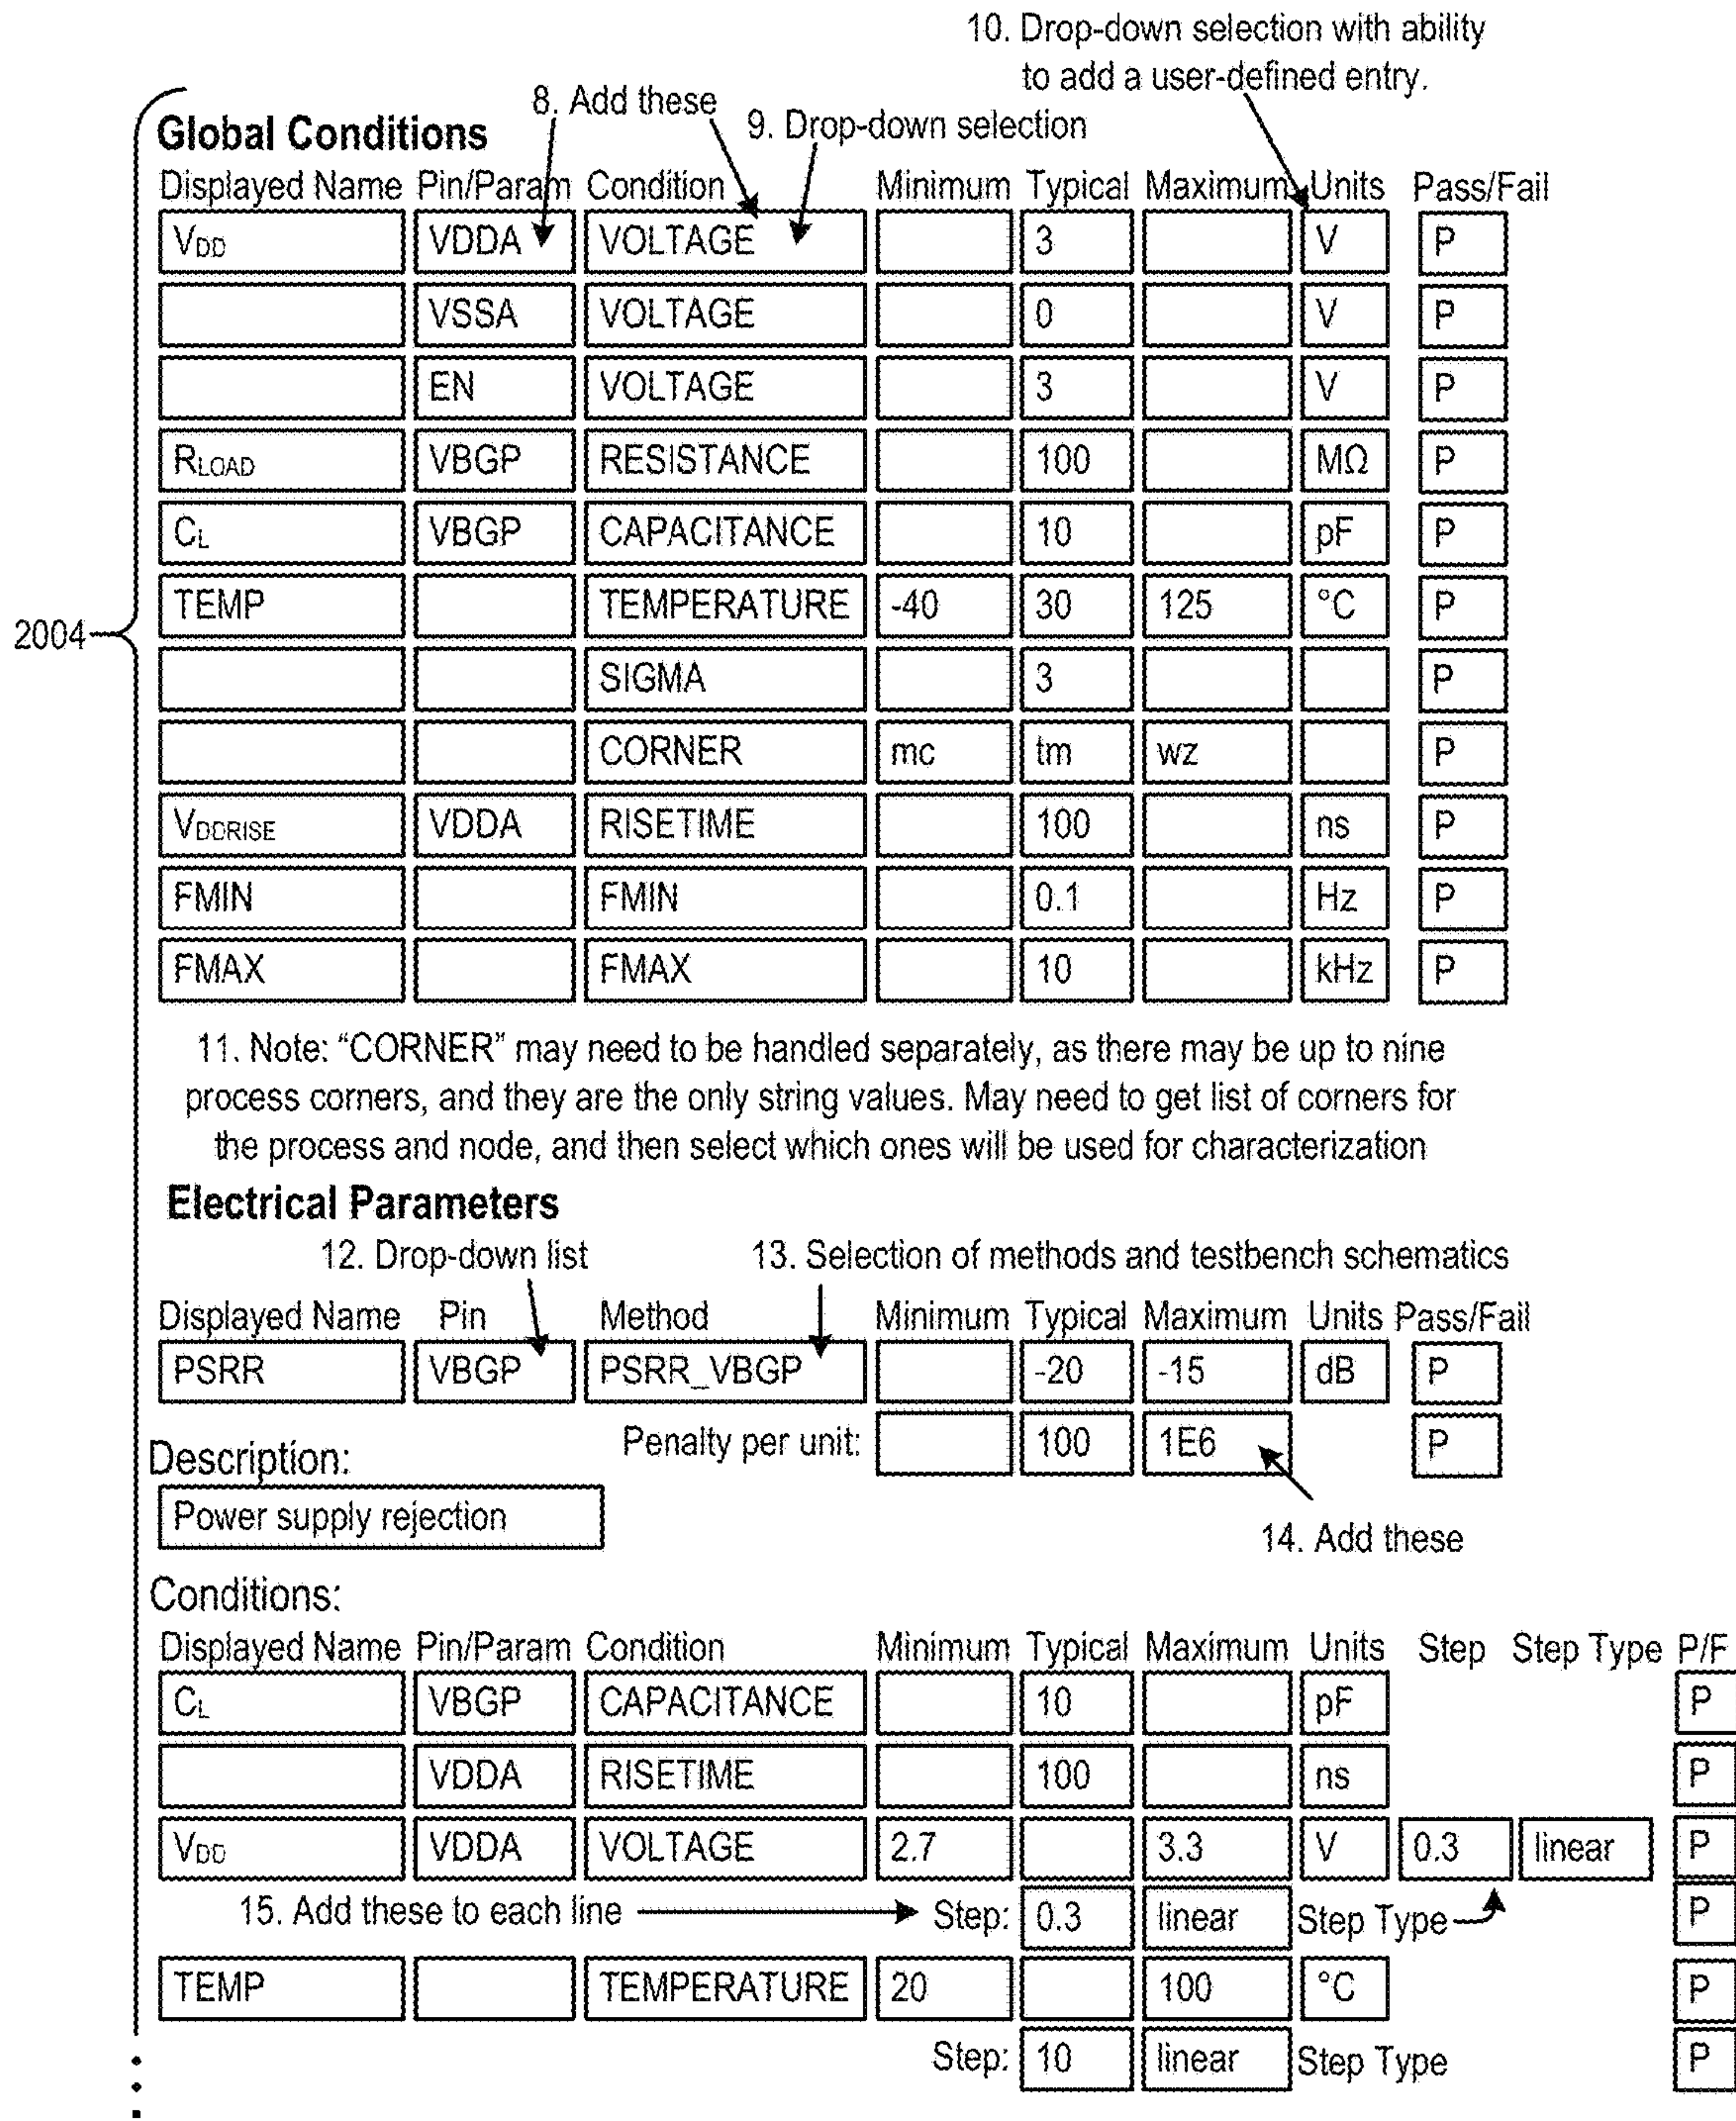 10. Drop-down selection with ability
to add a user-defined entry.
8. Add these
9. Drop-down selection
Global Conditions
Displayed Name Pin/Param Condition Minimum Typical Maximum Units Pass/Fail
VDD VDDA VOLTAGE 3 V P
VSSA VOLTAGE 0 V P
EN VOLTAGE 3 V P
RLOAD VBGP RESISTANCE 100 MΩ P
CL VBGP CAPACITANCE 10 pF P
TEMP TEMPERATURE -40 30 125 °C P
2004
SIGMA 3 P
CORNER mc tm wz P
VDDRISE VDDA RISETIME 100 ns P
FMIN FMIN 0.1 Hz P
FMAX FMAX 10 kHz P
11. Note: “CORNER” may need to be handled separately, as there may be up to nine
process corners, and they are the only string values. May need to get list of corners for
the process and node, and then select which ones will be used for characterization
Electrical Parameters
12. Drop-down list 13. Selection of methods and testbench schematics
Displayed Name Pin Method Minimum Typical Maximum Units Pass/Fail
PSRR VBGP PSRR_VBGP -20 -15 dB P
Penalty per unit: 100 1E6 P
Description:
Power supply rejection
14. Add these
Conditions:
Displayed Name Pin/Param Condition Minimum Typical Maximum Units Step Step Type P/F
CL VBGP CAPACITANCE 10 pF P
VDDA RISETIME 100 ns P
VDD VDDA VOLTAGE 2.7 3.3 V 0.3 linear P
15. Add these to each line Step: 0.3 linear Step Type P
TEMP TEMPERATURE 20 100 °C P
Step: 10 linear Step Type P